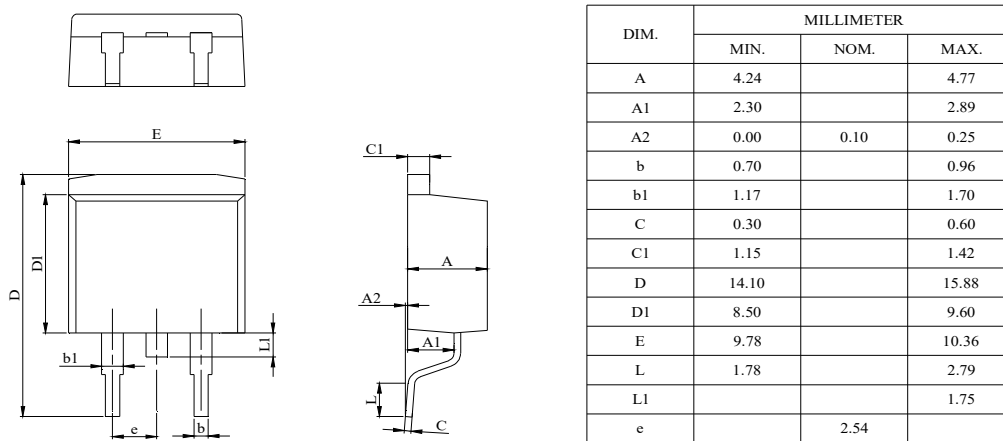 E
D
D1
L1
b1
e
b
C1
A
A2
A1
L
C
DIM. MILLIMETER
MIN. NOM. MAX.
A 4.24 4.77
A1 2.30 2.89
A2 0.00 0.10 0.25
b 0.70 0.96
b1 1.17 1.70
C 0.30 0.60
C1 1.15 1.42
D 14.10 15.88
D1 8.50 9.60
E 9.78 10.36
L 1.78 2.79
L1 1.75
e 2.54